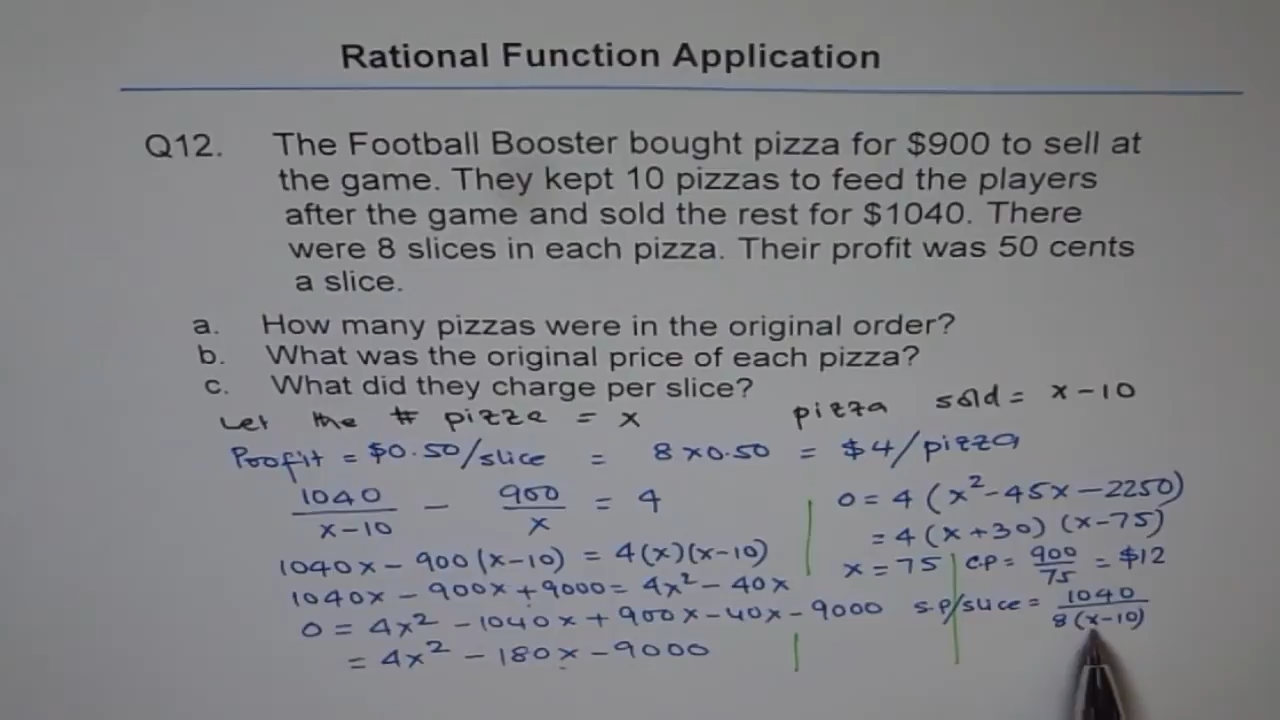 Rational Function Application
Q12. The Football Booster bought pizza for $900 to sell at
the game. They kept 10 pizzas to feed the players
after the game and sold the rest for $1040. There
were 8 slices in each pizza. Their profit was 50 cents
a slice.
a. How many pizzas were in the original order?
b. What was the original price of each pizza?
c. What did they charge per slice?
Let the # pizza = x
pizza sold = x-10
Profit = $0.50/slice = 8x0.50 = $4/pizza
1040/x-10 - 900/x = 4
1040x - 900(x-10) = 4(x)(x-10)
1040x - 900x + 9000 = 4x² - 40x
0 = 4x² - 1040x + 900x - 40x - 9000
= 4x² - 180x - 9000
0 = 4(x² - 45x - 2250)
= 4(x+30)(x-75)
x = 75
CP = 900/75 = $12
S.P/slice = 1040/8(x-10)